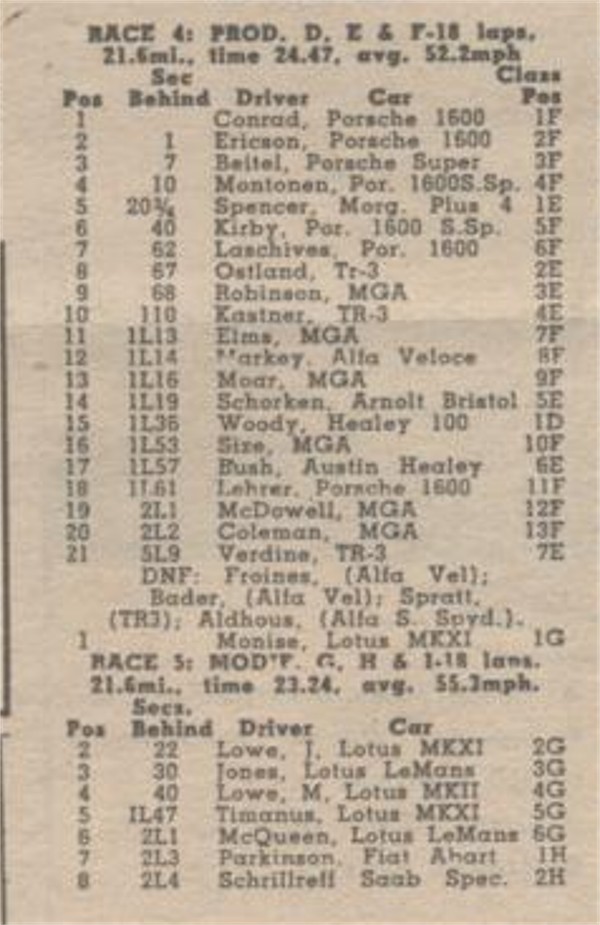 RACE 4: PROD. D, E & F-18 laps,
21.6mi., time 24.47, avg. 52.2mph
Sec Class
Pos Behind Driver Car Pos
1 Conrad, Porsche 1600 1F
2 1 Ericson, Porsche 1600 2F
3 7 Beitel, Porsche Super 3F
4 10 Montonen, Por. 1600S.Sp. 4F
5 20¾ Spencer, Morg. Plus 4 1E
6 40 Kirby, Por. 1600 S.Sp. 5F
7 62 Laschives, Por. 1600 6F
8 67 Ostland, Tr-3 2E
9 68 Robinson, MGA 3E
10 110 Kastner, TR-3 4E
11 1L13 Elms, MGA 7F
12 1L14 Markey, Alfa Veloce 8F
13 1L16 Moar, MGA 9F
14 1L19 Schorken, Arnolt Bristol 5E
15 1L36 Woody, Healey 100 1D
16 1L53 Size, MGA 10F
17 1L57 Bush, Austin Healey 6E
18 1L61 Lehrer, Porsche 1600 11F
19 2L1 McDowell, MGA 12F
20 2L2 Coleman, MGA 13F
21 5L9 Verdine, TR-3 7E
DNF: Froines, (Alfa Vel);
Bader, (Alfa Vel); Spratt,
(TR3); Aldhous, (Alfa S. Spyd.).
1 Monise, Lotus MKXI 1G
RACE 5: MOD'F. G, H & I-18 laps.
21.6mi., time 23.24, avg. 55.3mph.
Secs.
Pos Behind Driver Car
2 22 Lowe, J, Lotus MKXI 2G
3 30 Jones, Lotus LeMans 3G
4 40 Lowe, M, Lotus MKII 4G
5 1L47 Timanus, Lotus MKXI 5G
6 2L1 McQueen, Lotus LeMans 6G
7 2L3 Parkinson, Fiat Abart 1H
8 2L4 Schrillreff Saab Spec. 2H